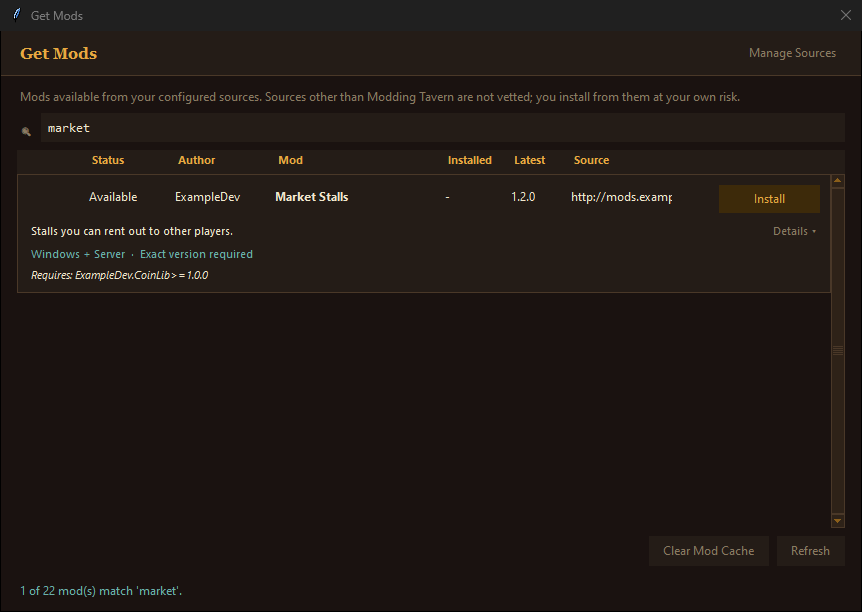 Get Mods
Get Mods
Manage Sources
Mods available from your configured sources. Sources other than Modding Tavern are not vetted; you install from them at your own risk.
market
Status Author Mod Installed Latest Source
Available ExampleDev Market Stalls - 1.2.0 http://mods.examp Install
Stalls you can rent out to other players.
Details
Windows + Server · Exact version required
Requires: ExampleDev.CoinLib>=1.0.0
Clear Mod Cache Refresh
1 of 22 mod(s) match 'market'.